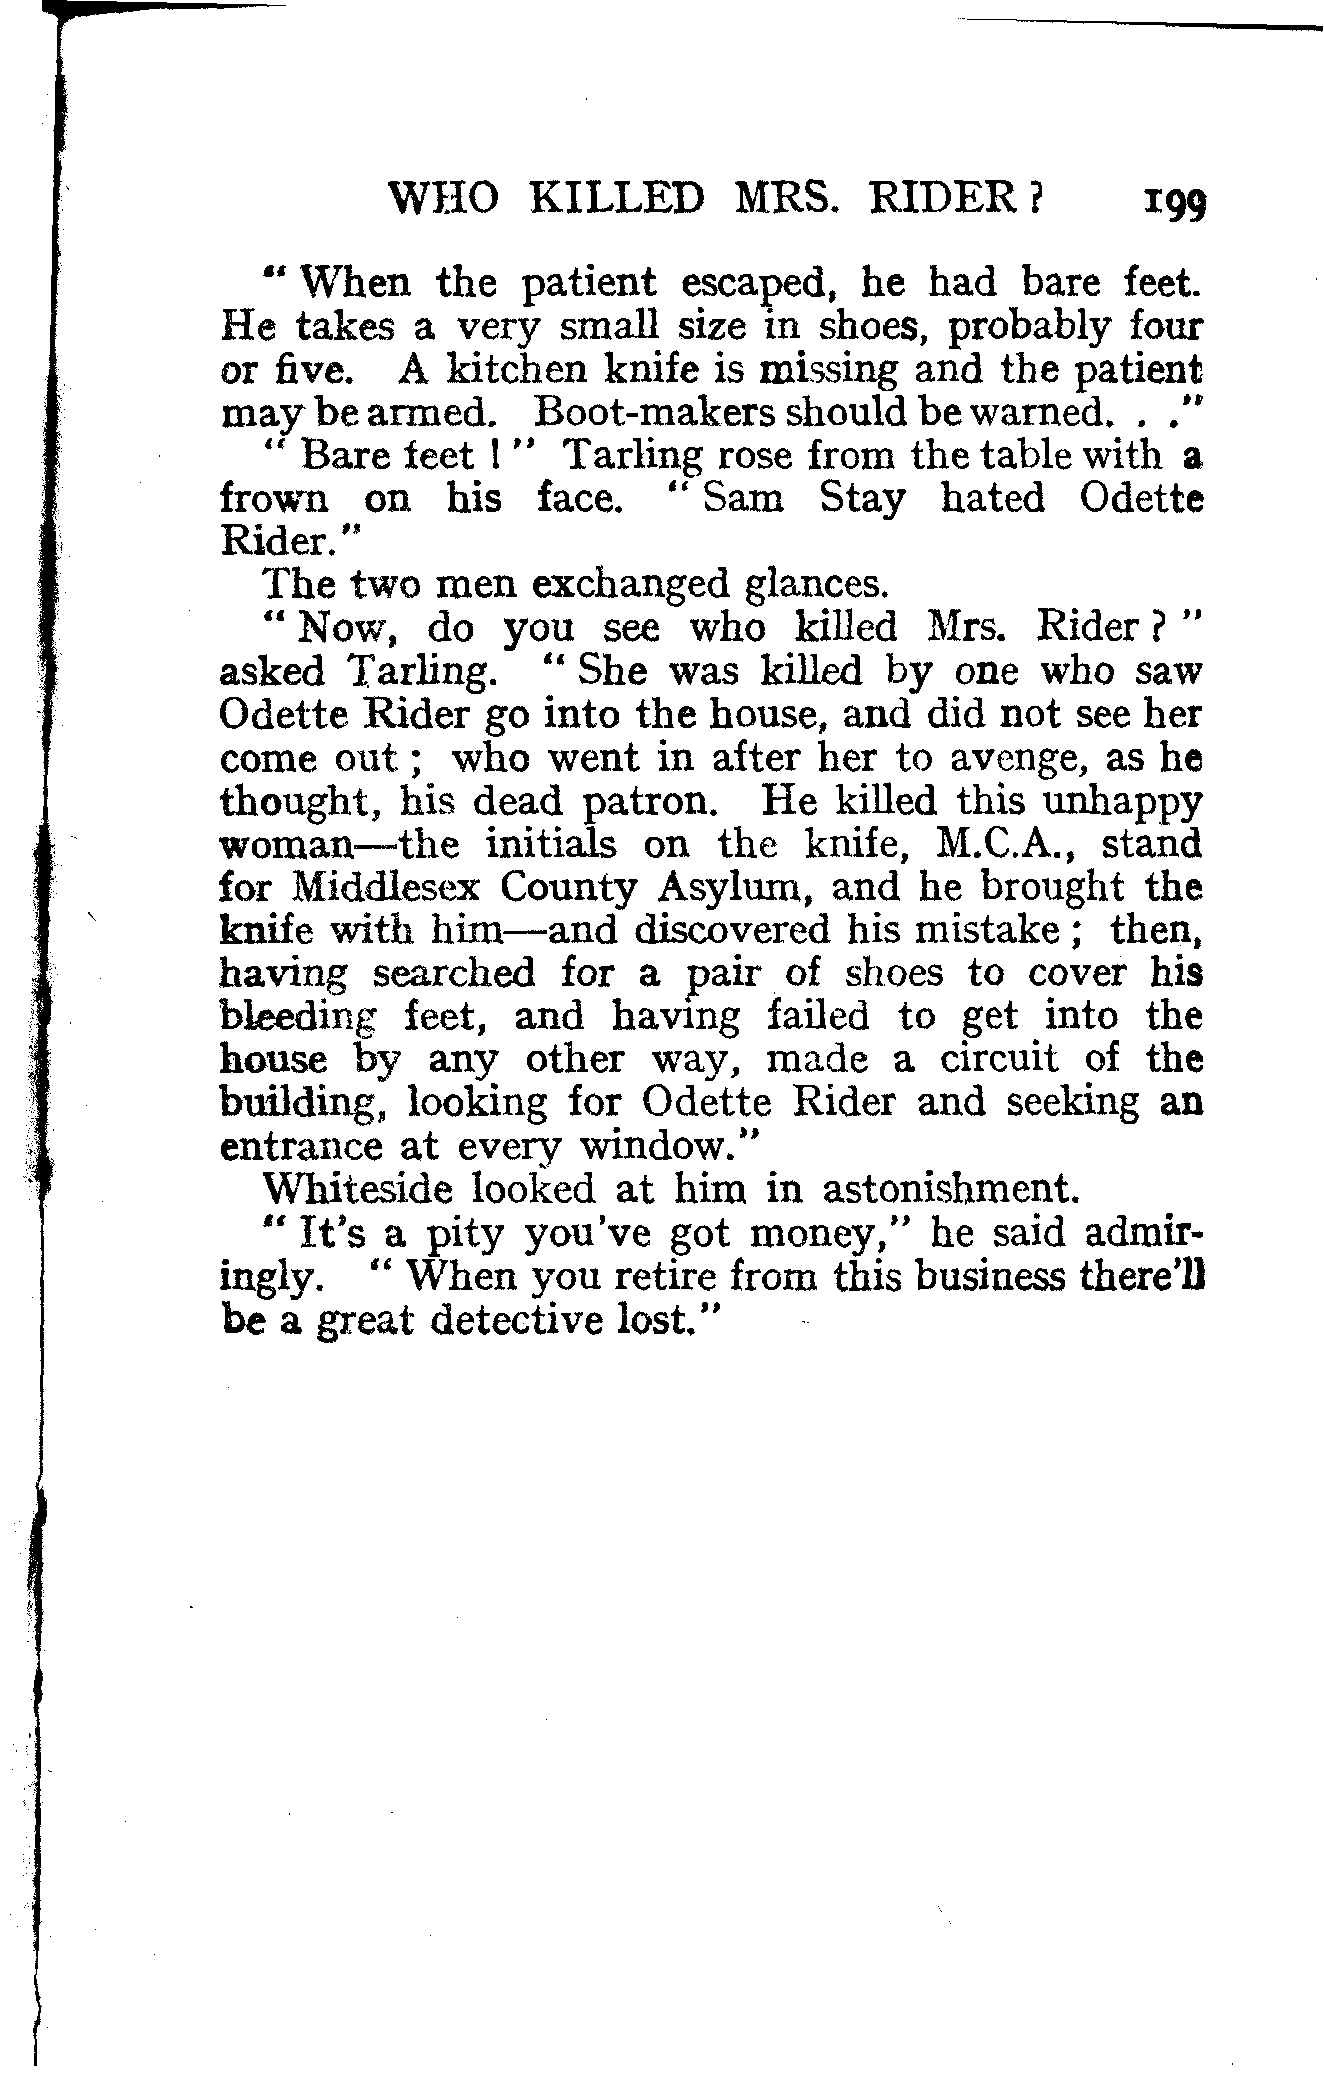 WHO KILLED MRS. RIDER ? 199
“ When the patient escaped, he had bare feet.
He takes a very small size in shoes, probably four
or five. A kitchen knife is missing and the patient
may be armed. Boot-makers should be warned. . .”
“ Bare feet ! ” Tarling rose from the table with a
frown on his face. “ Sam Stay hated Odette
Rider.”
The two men exchanged glances.
“ Now, do you see who killed Mrs. Rider ? ”
asked Tarling. “ She was killed by one who saw
Odette Rider go into the house, and did not see her
come out ; who went in after her to avenge, as he
thought, his dead patron. He killed this unhappy
woman—the initials on the knife, M.C.A., stand
for Middlesex County Asylum, and he brought the
knife with him—and discovered his mistake ; then,
having searched for a pair of shoes to cover his
bleeding feet, and having failed to get into the
house by any other way, made a circuit of the
building, looking for Odette Rider and seeking an
entrance at every window.”
Whiteside looked at him in astonishment.
“ It's a pity you've got money,” he said admir-
ingly. “ When you retire from this business there'll
be a great detective lost.”